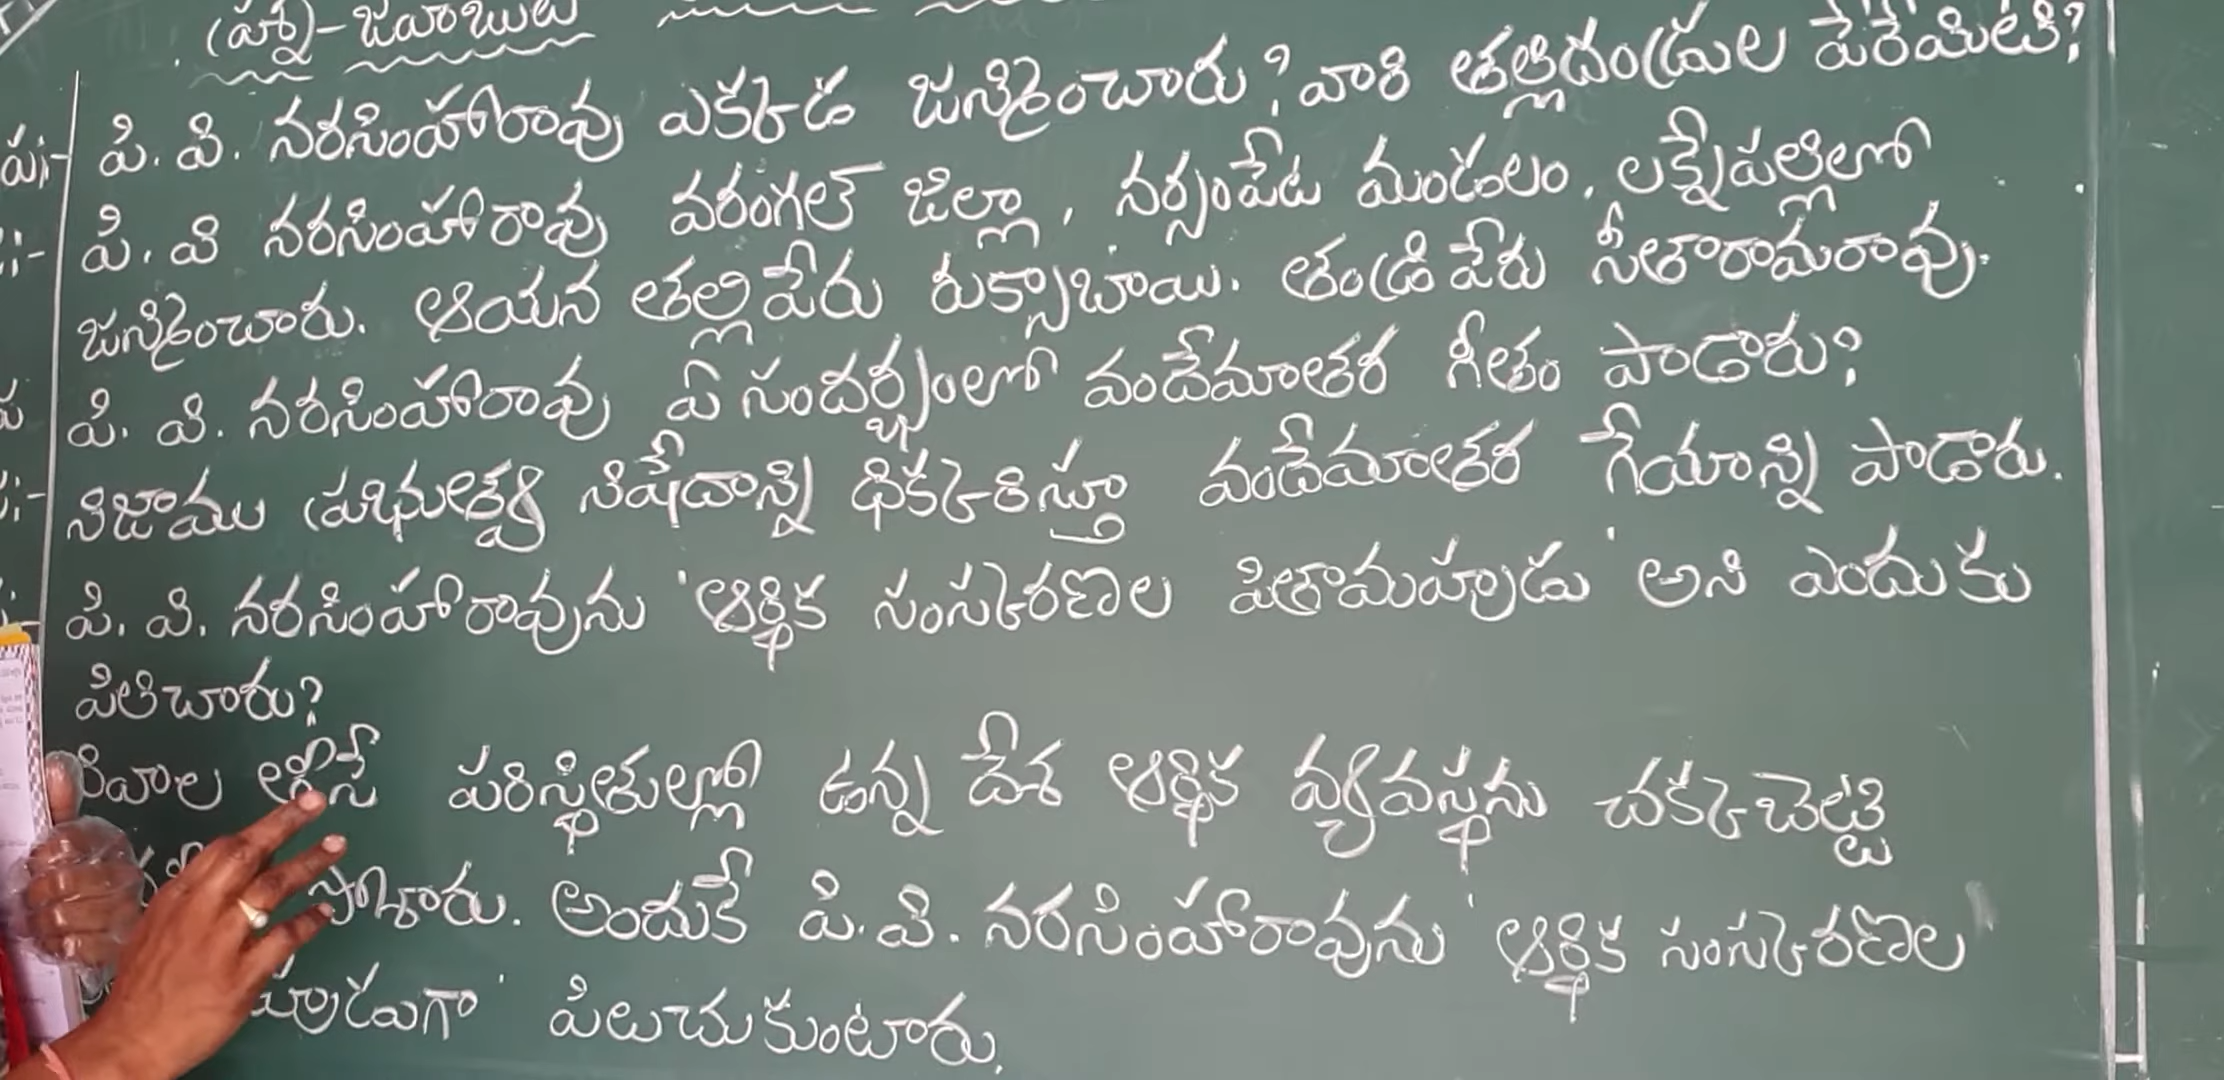 ప్రశ్న-జవాబులు
ప్ర:- పి. వి. నరసింహారావు ఎక్కడ జన్మించారు? వారి తల్లిదండ్రుల పేరేమిటి?
:- పి. వి నరసింహారావు వరంగల్ జిల్లా, నర్సంపేట మండలం, లక్నేపల్లిలో
జన్మించారు. ఆయన తల్లి పేరు రుక్సాబాయి. తండ్రి పేరు సీతారామరావు.
పి. వి. నరసింహారావు ఏ సందర్భంలో వందేమాతర గీతం పాడారు?
:- నిజాము ప్రభుత్వ నిషేదాన్ని ధిక్కరిస్తూ వందేమాతర గేయాన్ని పాడారు.
పి. వి. నరసింహారావును 'ఆర్థిక సంస్కరణల పితామహుడు' అని ఎందుకు
పిలిచారు?
దివాల తీసే పరిస్థితుల్లో ఉన్న దేశ ఆర్థిక వ్యవస్థను చక్కచెట్టి
అందుకే పి.వి. నరసింహారావును 'ఆర్థిక సంస్కరణల
హుడుగా' పిలుచుకుంటారు.